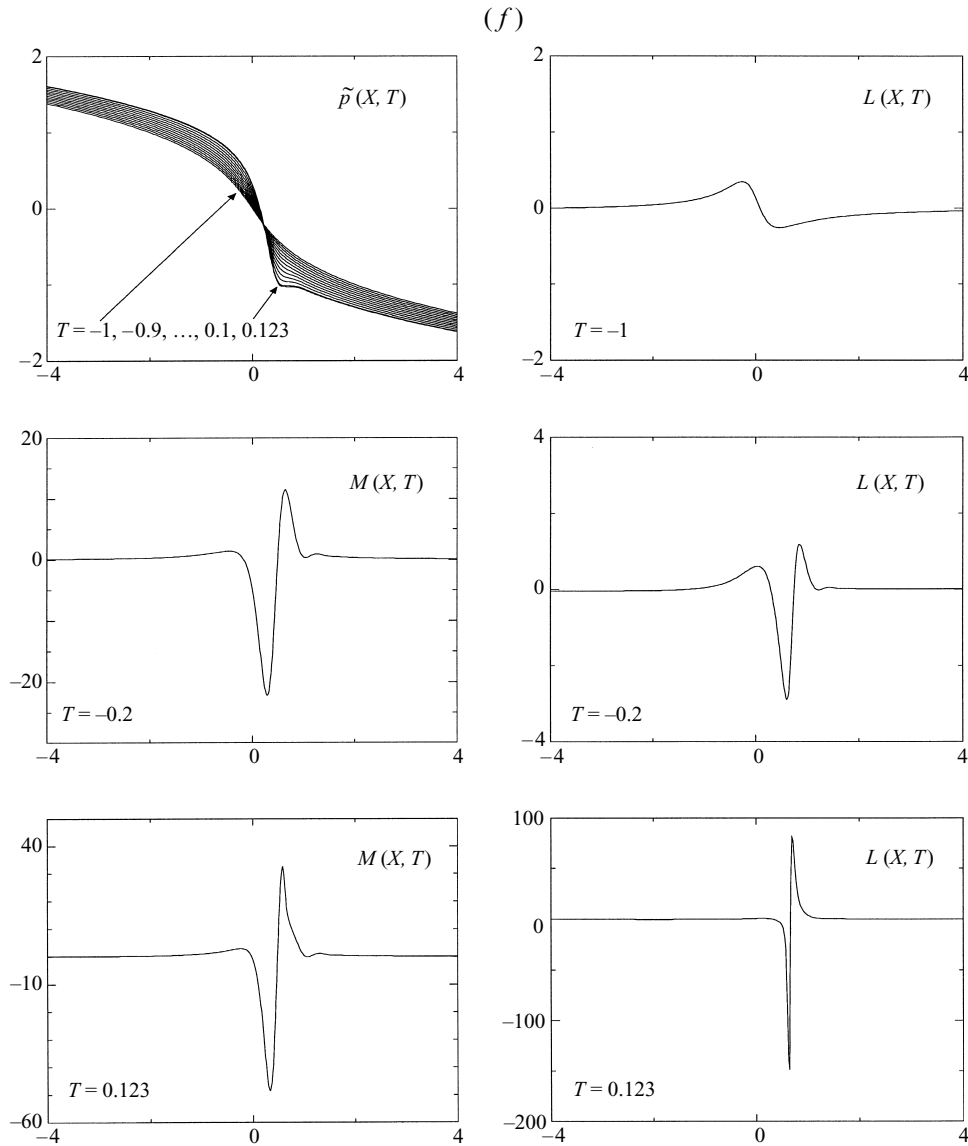 (f)
2
0
−2
−4
0
4
p̃ (X, T)
T = −1, −0.9, …, 0.1, 0.123
2
0
−2
−4
0
4
L (X, T)
T = −1
20
0
−20
−4
0
4
M (X, T)
T = −0.2
4
0
−4
−4
0
4
L (X, T)
T = −0.2
40
−10
−60
−4
0
4
M (X, T)
T = 0.123
100
0
−100
−200
−4
0
4
L (X, T)
T = 0.123